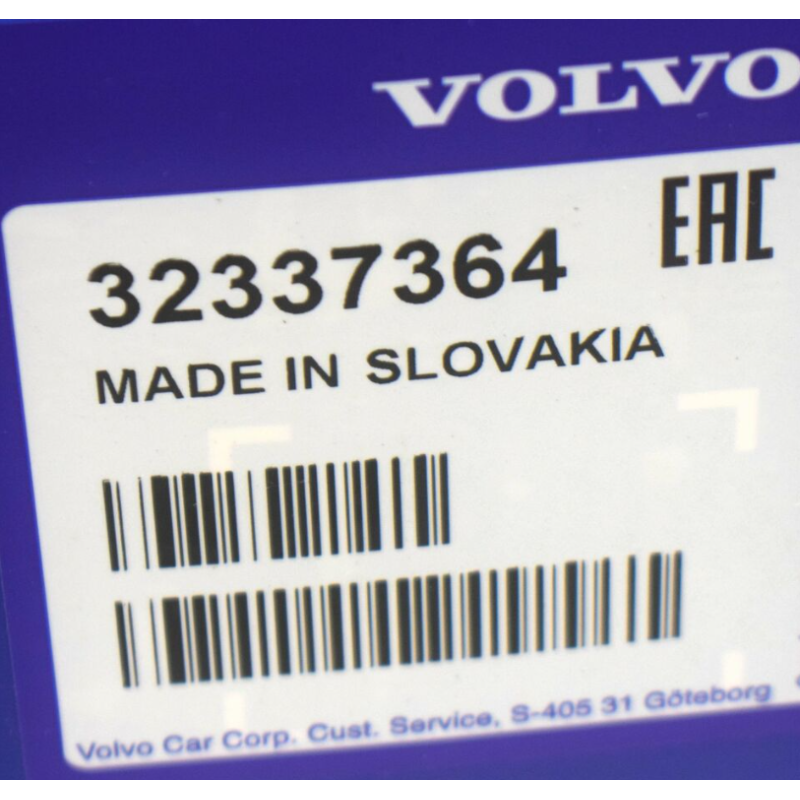 VOLVO
EAC
32337364
MADE IN SLOVAKIA
Volvo Car Corp. Cust. Service, S-405 31 Göteborg